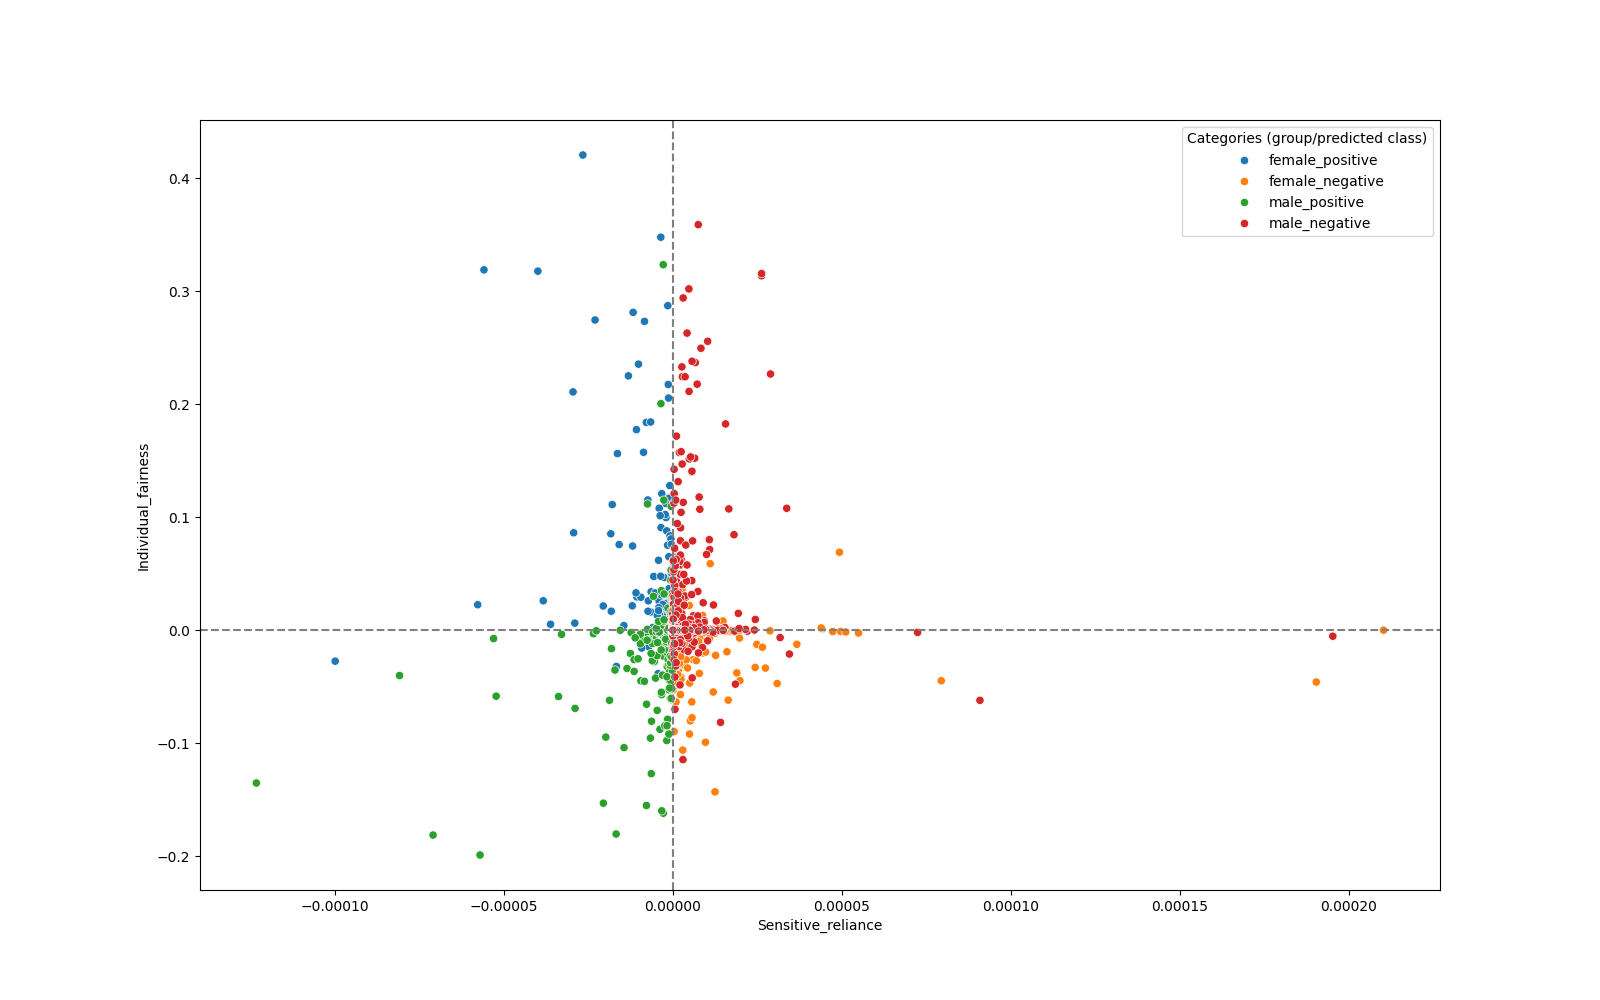 Categories (group/predicted class)
female_positive
female_negative
male_positive
male_negative
0.4
0.3
0.2
0.1
0.0
−0.1
−0.2
Individual_fairness
−0.00010
−0.00005
0.00000
0.00005
0.00010
0.00015
0.00020
Sensitive_reliance